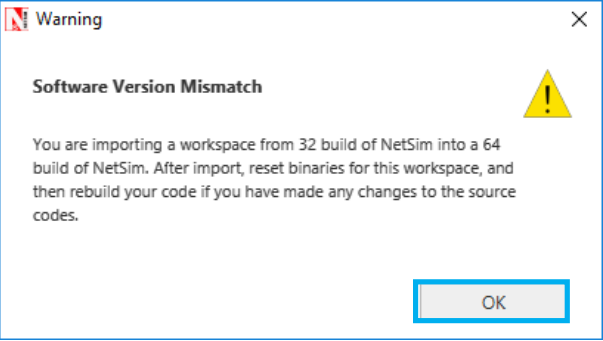 Warning
Software Version Mismatch
You are importing a workspace from 32 build of NetSim into a 64
build of NetSim. After import, reset binaries for this workspace, and
then rebuild your code if you have made any changes to the source
codes.
OK